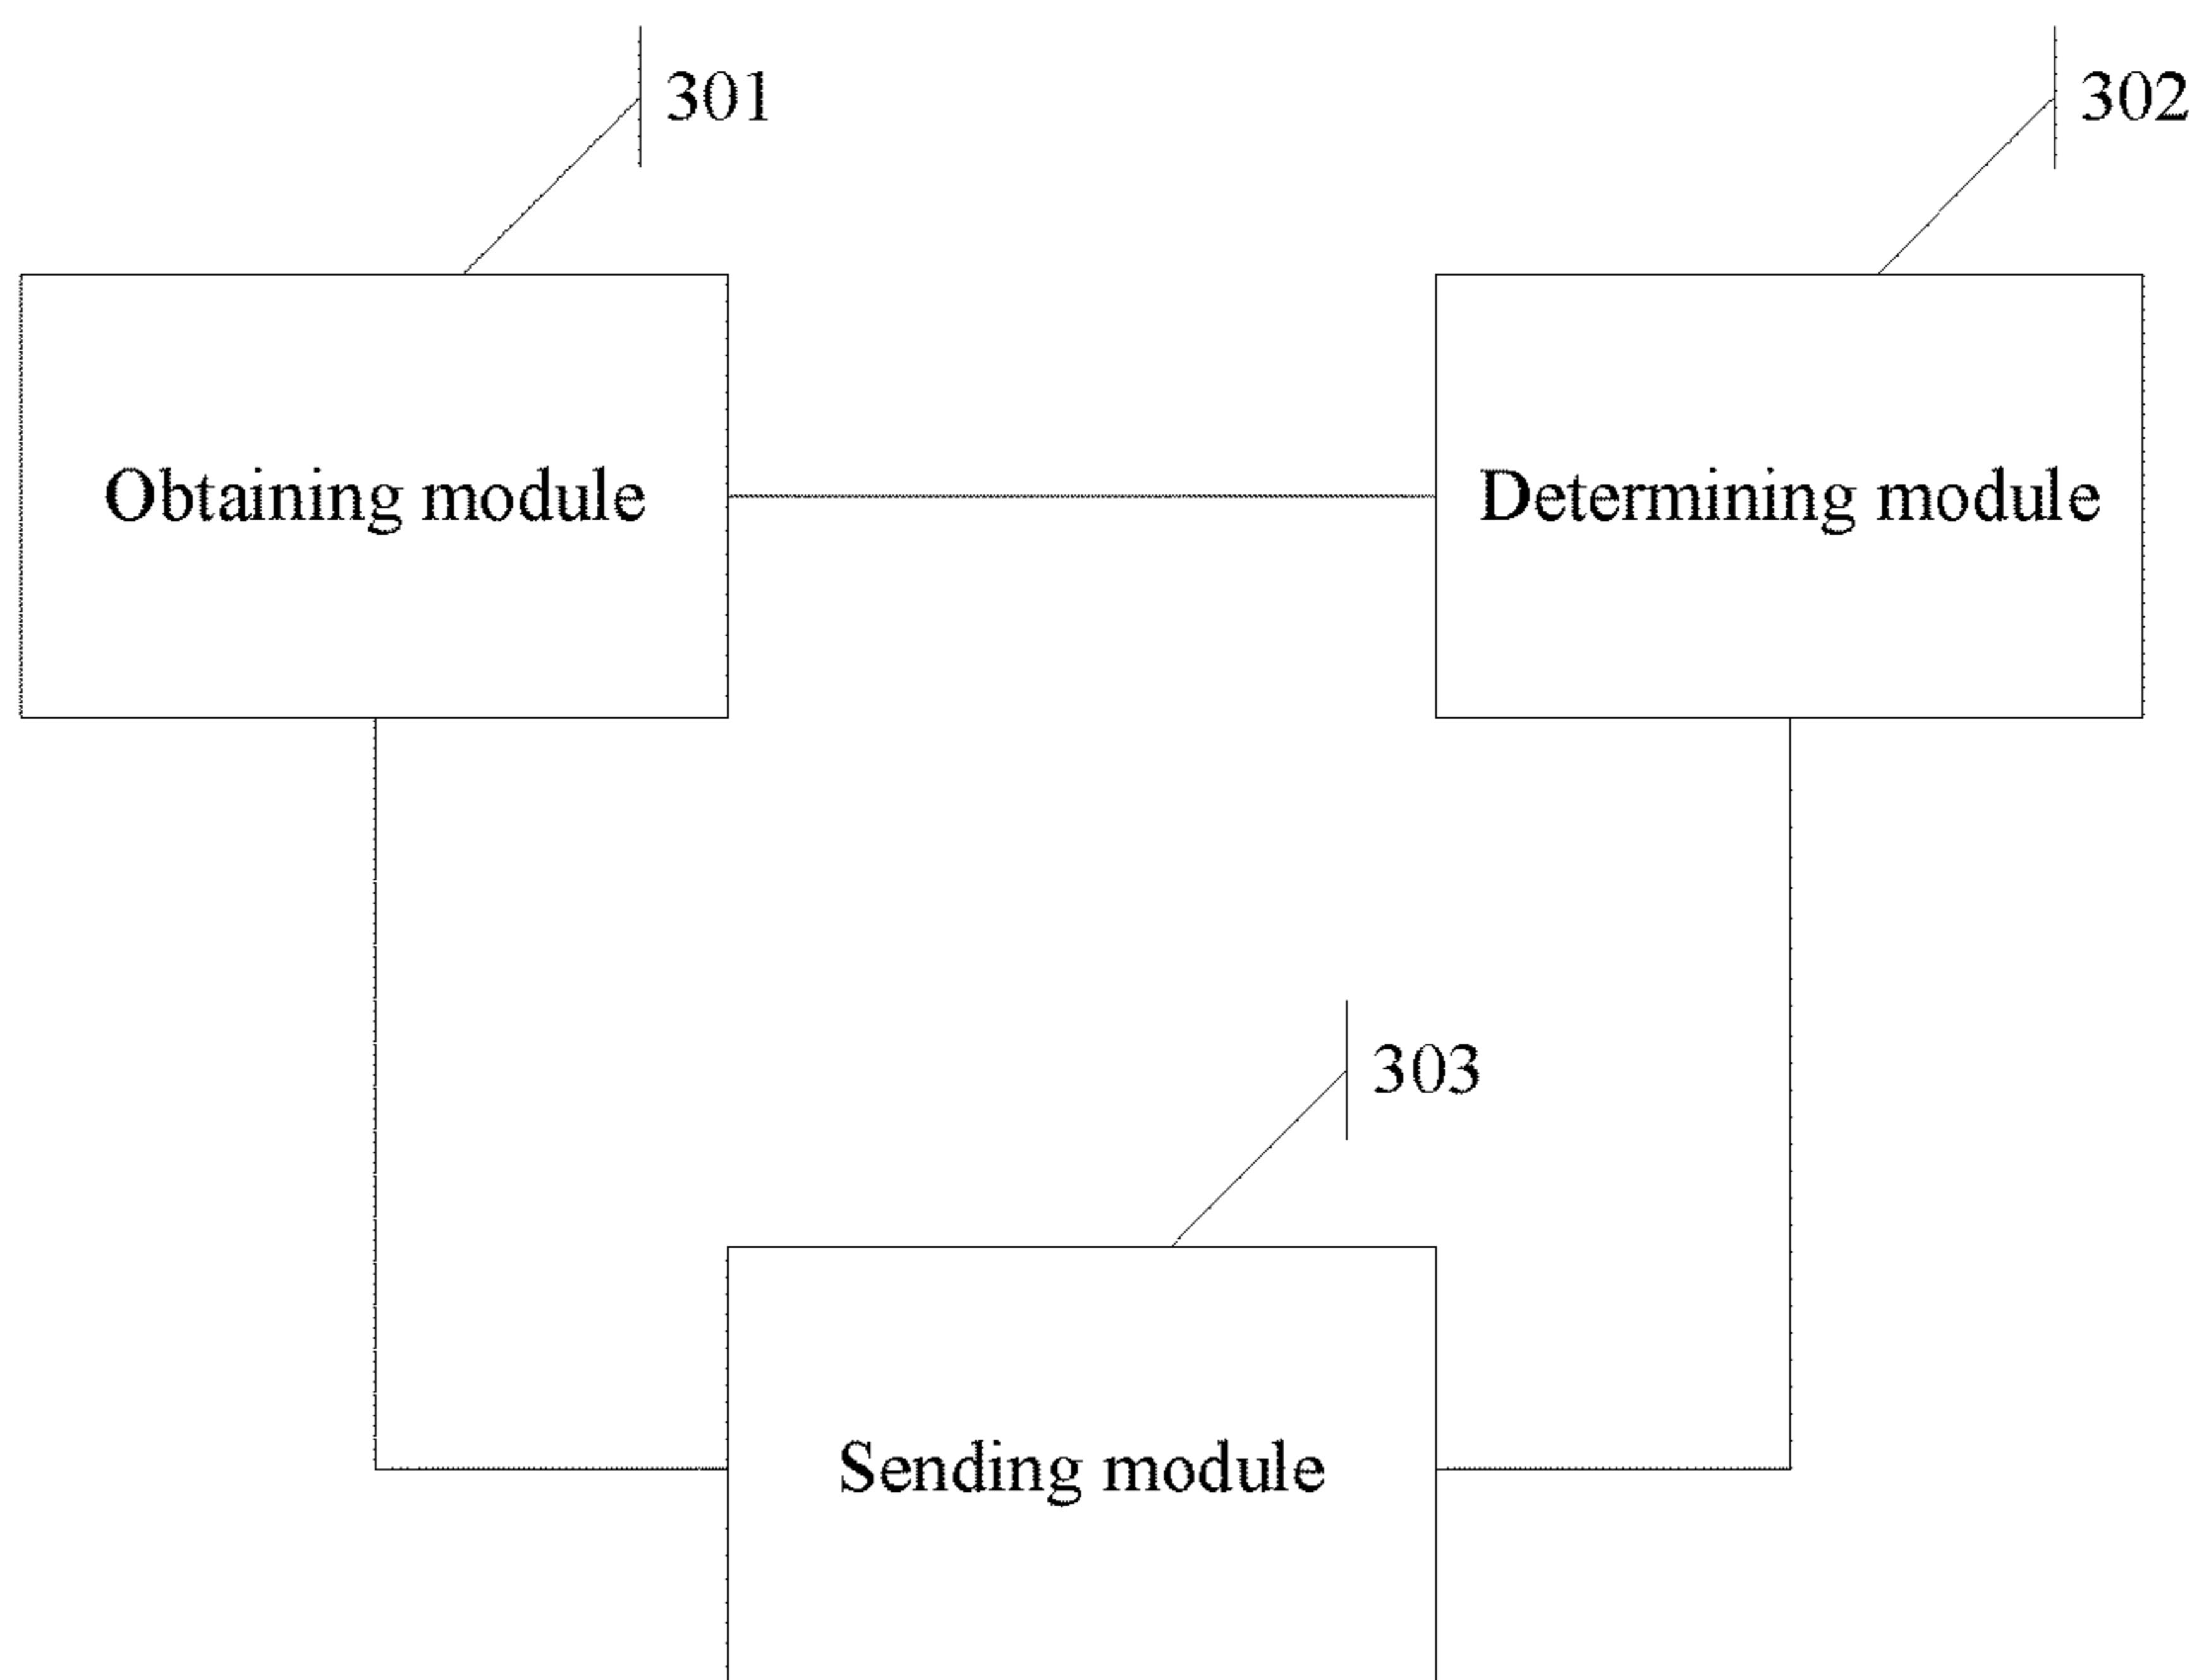 301
302
Obtaining module
Determining module
303
Sending module